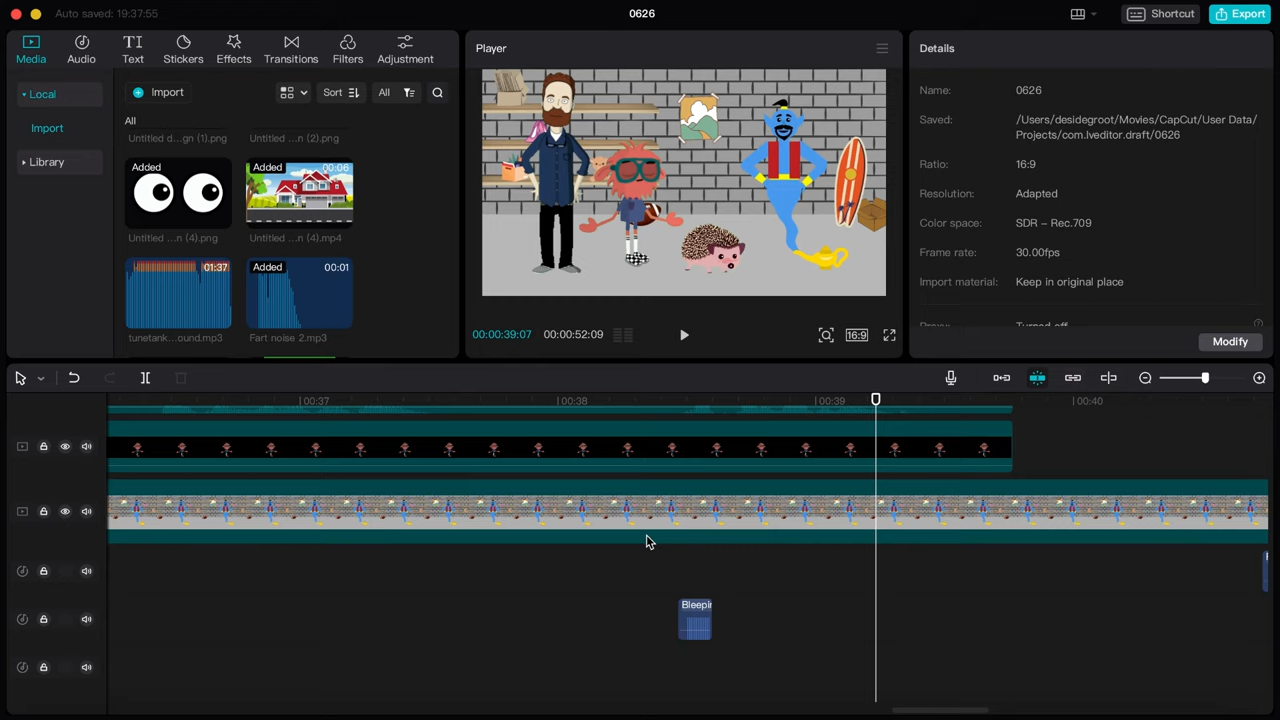 Auto saved: 19:37:55
0626
Shortcut
Export
Media
Audio
Text
Stickers
Effects
Transitions
Filters
Adjustment
Local
Import
Library
Import
Sort
All
All
Untitled d...gn (1).png
Untitled ...n (2).png
Added
Untitled ...n (4).png
Added
00:06
Untitled ...n (4).mp4
01:37
tunetank...ound.mp3
Added
00:01
Fart noise 2.mp3
Player
00:00:39:07
00:00:52:09
16:9
Details
Name:
0626
Saved:
/Users/desidegroot/Movies/CapCut/User Data/
Projects/com.lveditor.draft/0626
Ratio:
16:9
Resolution:
Adapted
Color space:
SDR – Rec.709
Frame rate:
30.00fps
Import material:
Keep in original place
Proxy:
Turned off
Modify
00:37
00:38
00:39
00:40
Bleepir